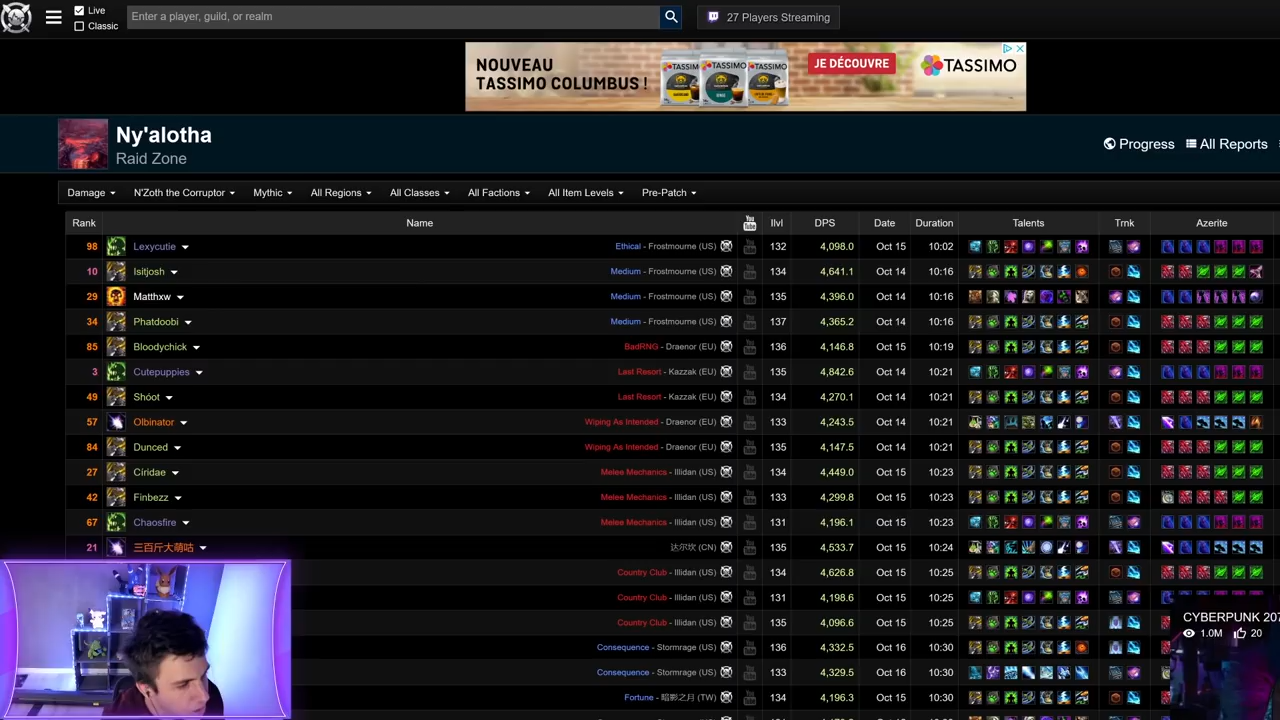 Live
Classic
Enter a player, guild, or realm
27 Players Streaming
NOUVEAU
TASSIMO COLUMBUS !
JE DÉCOUVRE
TASSIMO
Ny'alotha
Raid Zone
Progress
All Reports
Damage N'Zoth the Corruptor Mythic All Regions All Classes All Factions All Item Levels Pre-Patch
Rank Name You Tube Ilvl DPS Date Duration Talents Trnk Azerite
98 Lexycutie Ethical - Frostmourne (US) 132 4,098.0 Oct 15 10:02
10 Isitjosh Medium - Frostmourne (US) 134 4,641.1 Oct 14 10:16
29 Matthxw Medium - Frostmourne (US) 135 4,396.0 Oct 14 10:16
34 Phatdoobi Medium - Frostmourne (US) 137 4,365.2 Oct 14 10:16
85 Bloodychick BadRNG - Draenor (EU) 136 4,146.8 Oct 15 10:19
3 Cutepuppies Last Resort - Kazzak (EU) 135 4,842.6 Oct 14 10:21
49 Shóot Last Resort - Kazzak (EU) 134 4,270.1 Oct 14 10:21
57 Olbinator Wiping As Intended - Draenor (EU) 133 4,243.5 Oct 14 10:21
84 Dunced Wiping As Intended - Draenor (EU) 135 4,147.5 Oct 14 10:21
27 Círidae Melee Mechanics - Illidan (US) 134 4,449.0 Oct 15 10:23
42 Finbezz Melee Mechanics - Illidan (US) 133 4,299.8 Oct 15 10:23
67 Chaosfire Melee Mechanics - Illidan (US) 131 4,196.1 Oct 15 10:23
21 三百斤大萌咕 达尔坎 (CN) 135 4,533.7 Oct 15 10:24
Country Club - Illidan (US) 134 4,626.8 Oct 15 10:25
Country Club - Illidan (US) 131 4,198.6 Oct 15 10:25
Country Club - Illidan (US) 135 4,096.6 Oct 15 10:25
Consequence - Stormrage (US) 136 4,332.5 Oct 16 10:30
Consequence - Stormrage (US) 133 4,329.5 Oct 16 10:30
Fortune - 暗影之月 (TW) 134 4,196.3 Oct 15 10:30
CYBERPUNK 207
1.0M 20